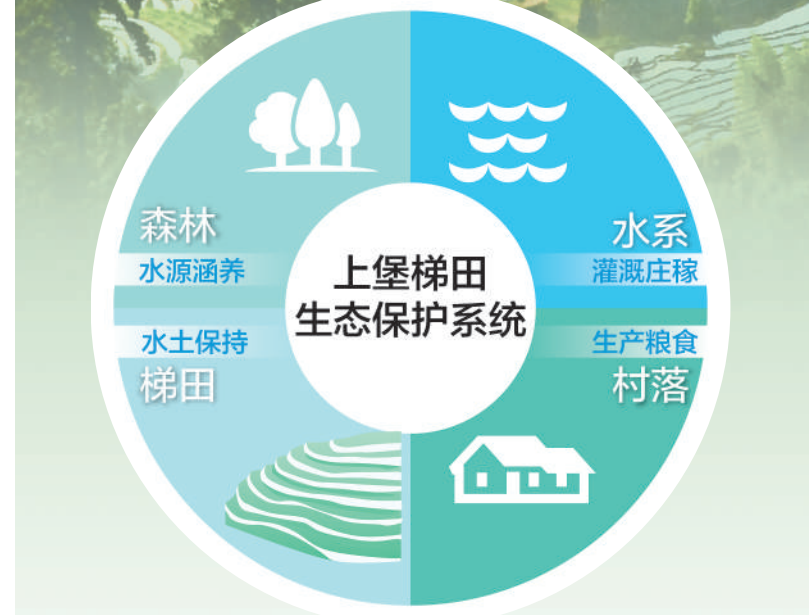 森林
水源涵养
水系
灌溉庄稼
上堡梯田
生态保护系统
水土保持
梯田
生产粮食
村落